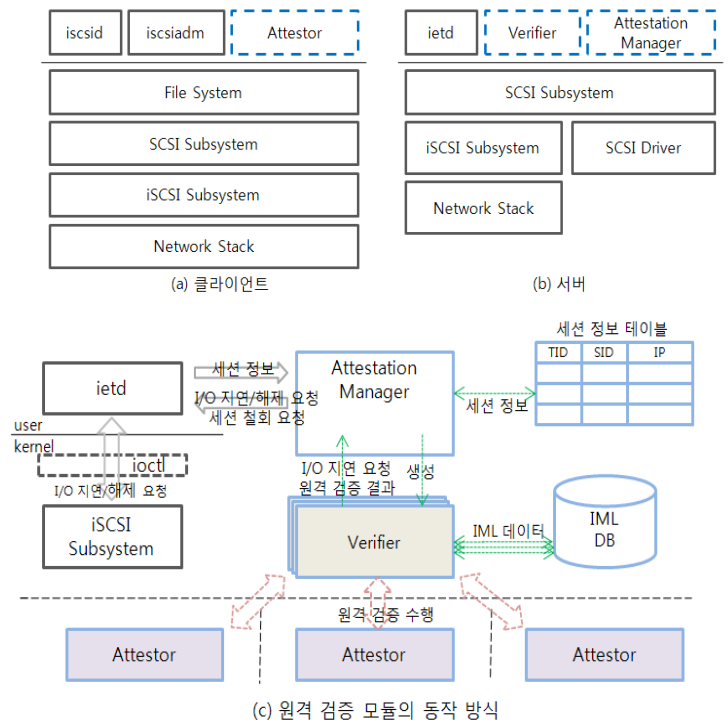 iscsid
iscsiadm
Attestor
File System
SCSI Subsystem
iSCSI Subsystem
Network Stack
(a) 클라이언트
ietd
Verifier
Attestation
Manager
SCSI Subsystem
iSCSI Subsystem
SCSI Driver
Network Stack
(b) 서버
ietd
세션 정보
I/O 지연/해제 요청
세션 철회 요청
Attestation
Manager
세션 정보
세션 정보 테이블
TID SID IP
user
kernel
ioctl
I/O 지연/해제 요청
iSCSI
Subsystem
I/O 지연 요청
원격 검증 결과
생성
Verifier
IML 데이터
IML
DB
원격 검증 수행
Attestor
Attestor
Attestor
(c) 원격 검증 모듈의 동작 방식